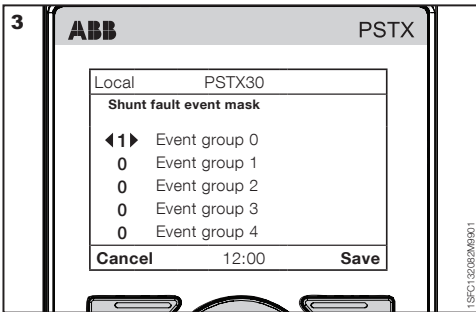 3
ABB PSTX
Local PSTX30
Shunt fault event mask
1 Event group 0
0 Event group 1
0 Event group 2
0 Event group 3
0 Event group 4
Cancel 12:00 Save
1SFC132082M9901